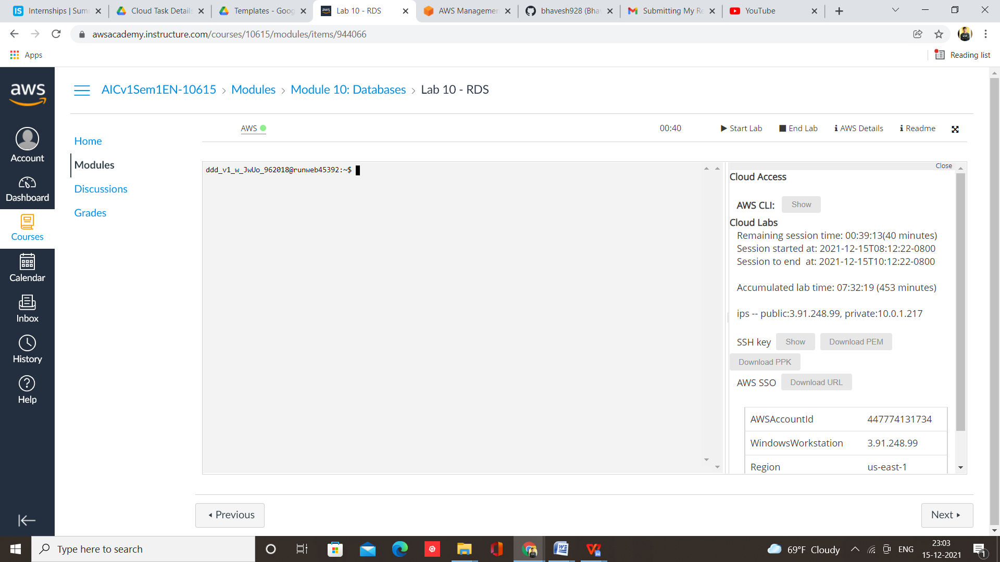 Internships | Sum
Cloud Task Details
Templates - Goog
Lab 10 - RDS
AWS Managemen
bhavesh928 (Bha
Submitting My Re
YouTube
awsacademy.instructure.com/courses/10615/modules/items/944066
Apps
Reading list
aws
AICv1Sem1EN-10615 › Modules › Module 10: Databases › Lab 10 - RDS
Account
Dashboard
Courses
Calendar
Inbox
History
Help
Home
Modules
Discussions
Grades
AWS
00:40
Start Lab
End Lab
AWS Details
Readme
ddd_v1_w_JwUo_962018@runweb45392:~$
Close
Cloud Access
AWS CLI: Show
Cloud Labs
Remaining session time: 00:39:13(40 minutes)
Session started at: 2021-12-15T08:12:22-0800
Session to end at: 2021-12-15T10:12:22-0800
Accumulated lab time: 07:32:19 (453 minutes)
ips -- public:3.91.248.99, private:10.0.1.217
SSH key Show Download PEM
Download PPK
AWS SSO Download URL
AWSAccountId 447774131734
WindowsWorkstation 3.91.248.99
Region us-east-1
Previous
Next
Type here to search
69°F Cloudy
ENG
23:03
15-12-2021
1